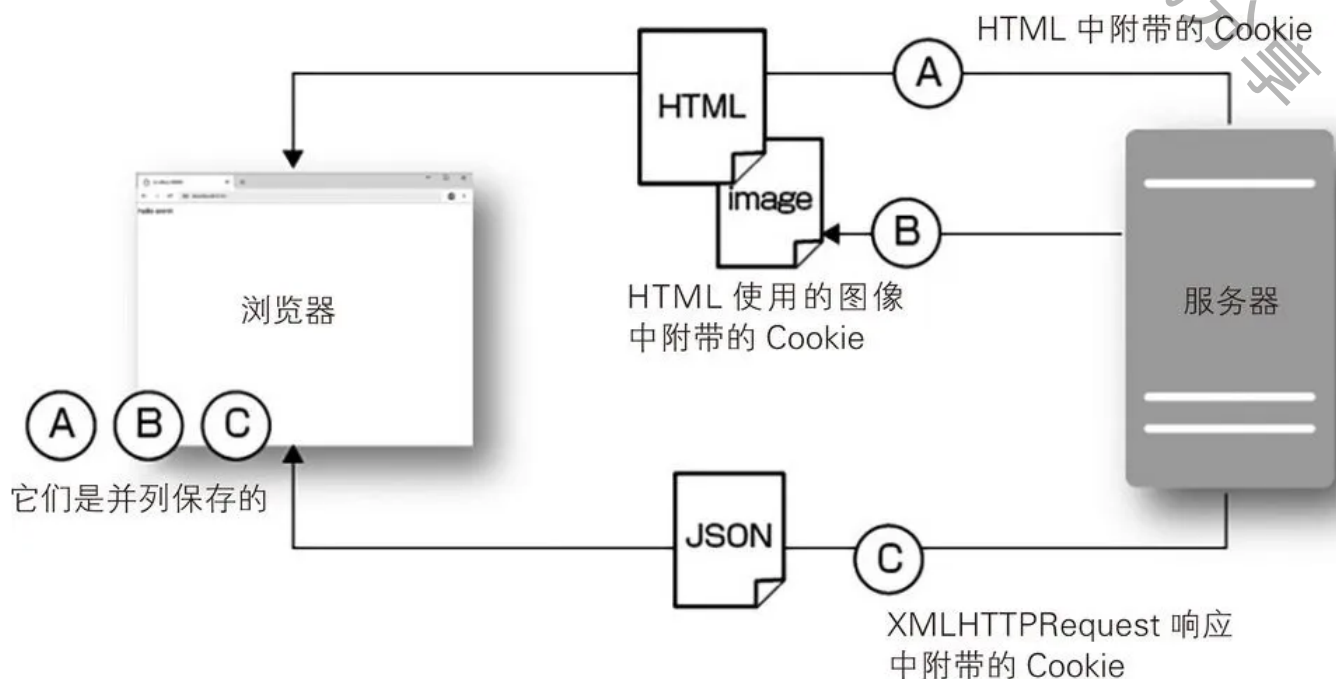 HTML 中附带的 Cookie
A
HTML
image
B
HTML 使用的图像
中附带的 Cookie
浏览器
服务器
A B C
它们是并列保存的
JSON
C
XMLHTTPRequest 响应
中附带的 Cookie